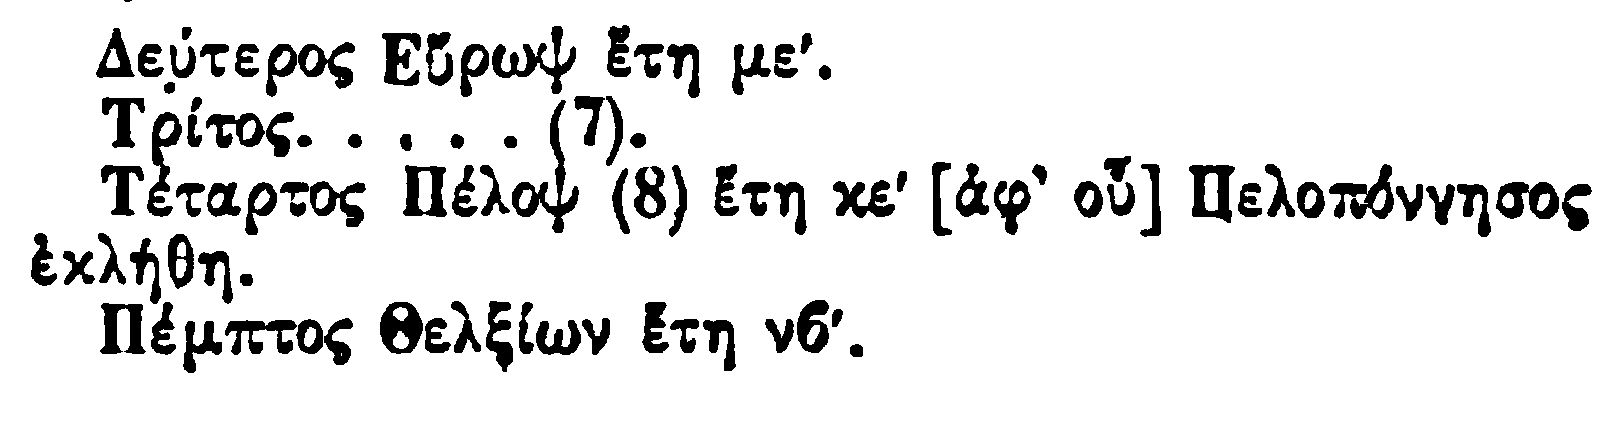 Δεύτερος Εὔρωψ ἔτη με′.
Τρίτος. . . . . (7).
Τέταρτος Πέλοψ (8) ἔτη κε′ [ἀφ᾽ οὗ] Πελοπόννησος
ἐκλήθη.
Πέμπτος Θελξίων ἔτη νϐ′.